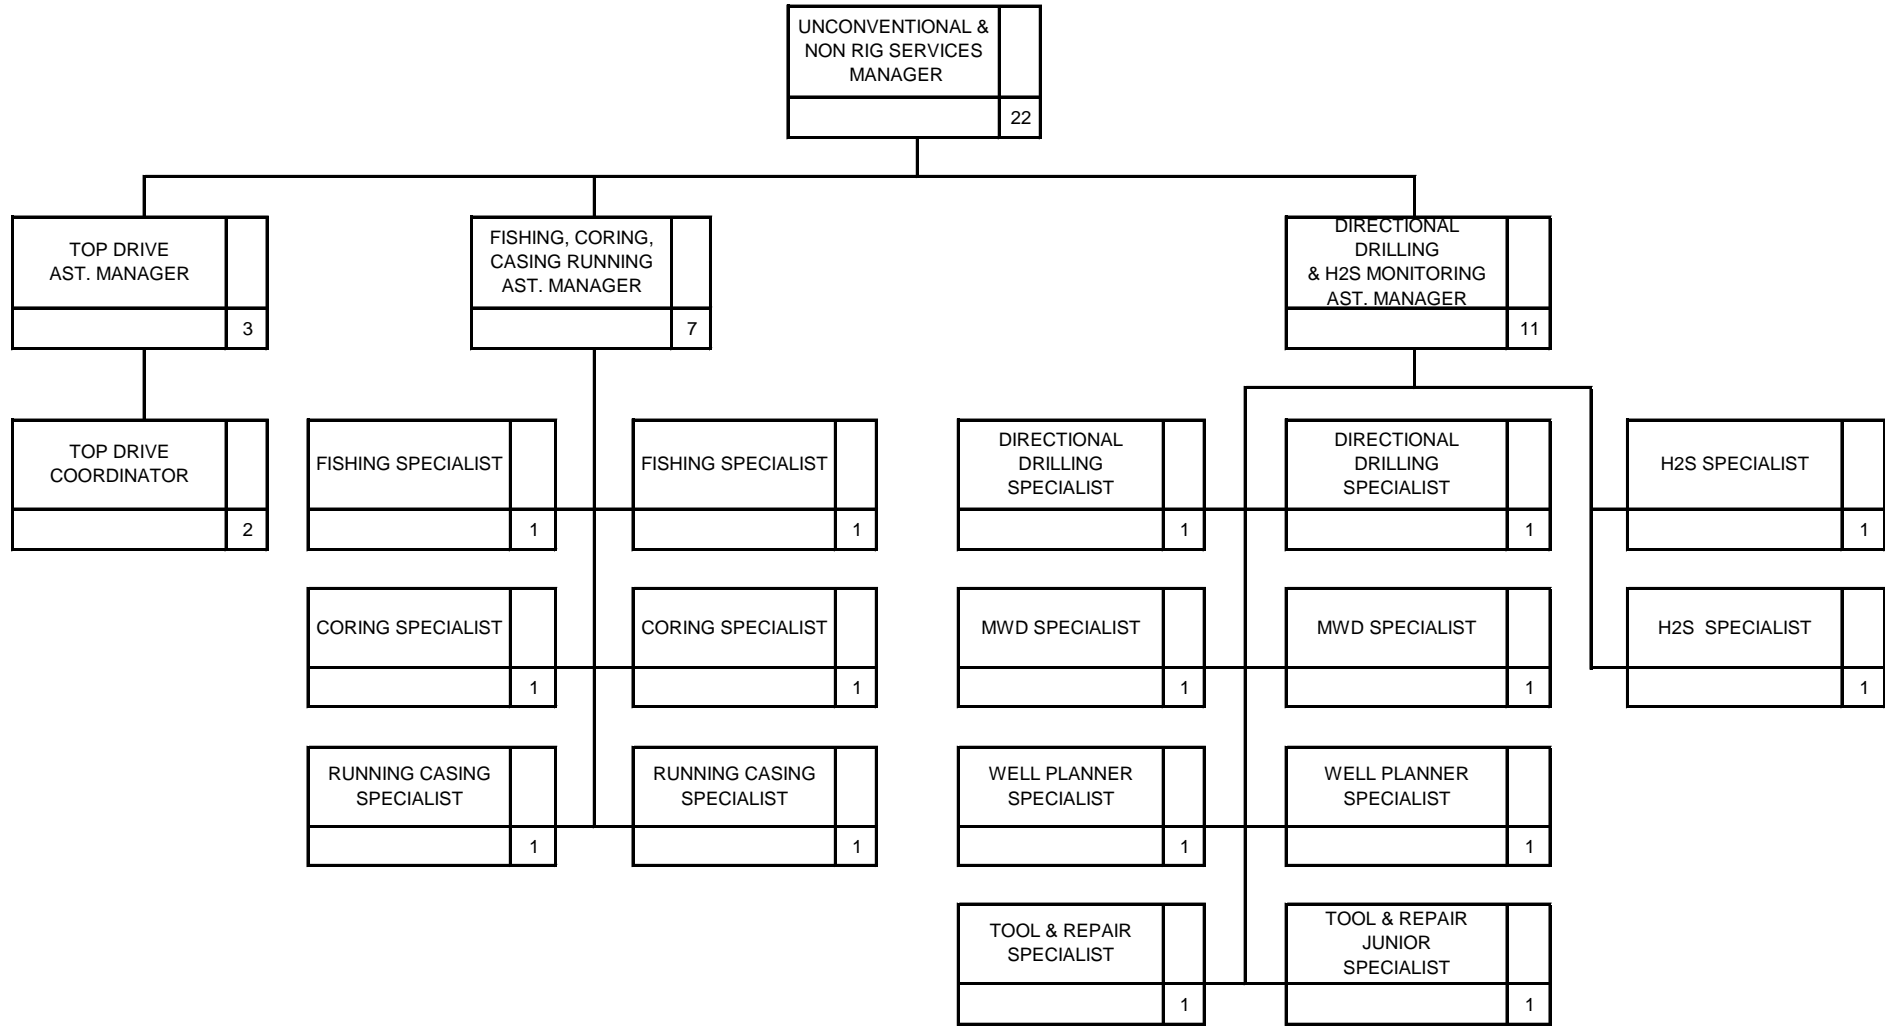 UNCONVENTIONAL &
NON RIG SERVICES
MANAGER
22
TOP DRIVE
AST. MANAGER
3
FISHING, CORING,
CASING RUNNING
AST. MANAGER
7
DIRECTIONAL
DRILLING
& H2S MONITORING
AST. MANAGER
11
TOP DRIVE
COORDINATOR
2
FISHING SPECIALIST
1
FISHING SPECIALIST
1
DIRECTIONAL
DRILLING
SPECIALIST
1
DIRECTIONAL
DRILLING
SPECIALIST
1
H2S SPECIALIST
1
CORING SPECIALIST
1
CORING SPECIALIST
1
MWD SPECIALIST
1
MWD SPECIALIST
1
H2S  SPECIALIST
1
RUNNING CASING
SPECIALIST
1
RUNNING CASING
SPECIALIST
1
WELL PLANNER
SPECIALIST
1
WELL PLANNER
SPECIALIST
1
TOOL & REPAIR
SPECIALIST
1
TOOL & REPAIR
JUNIOR
SPECIALIST
1